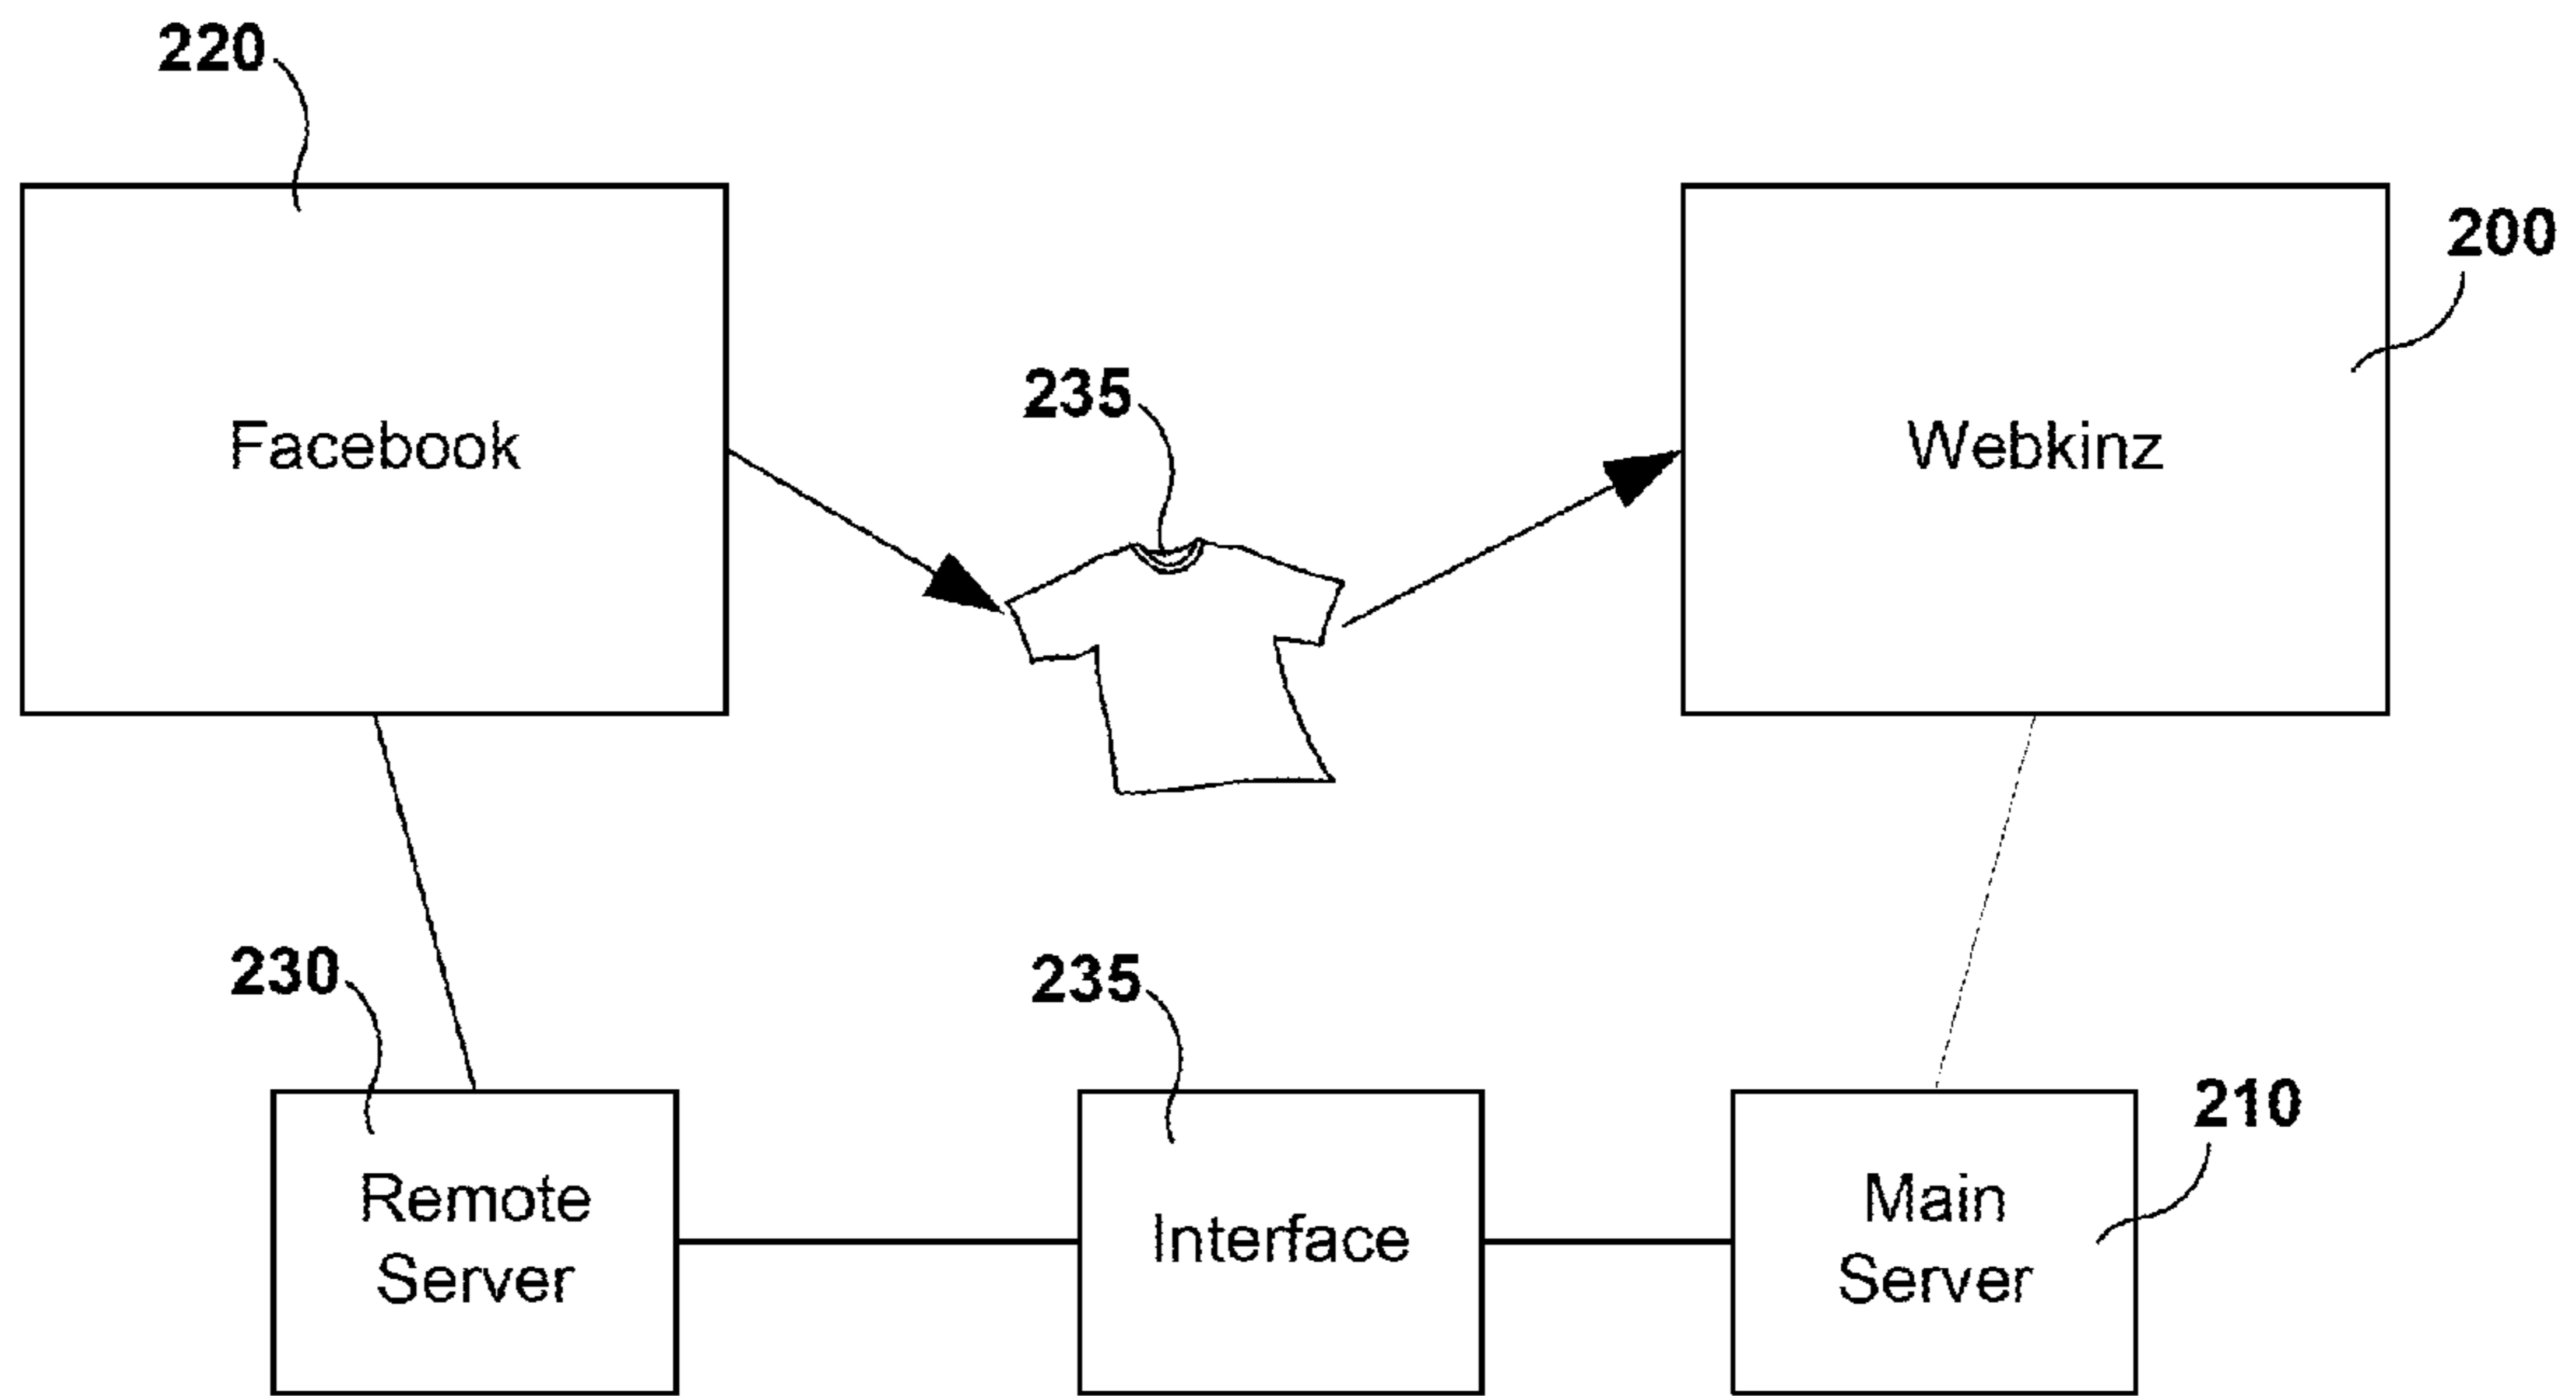 220
200
235
Facebook
Webkinz
230
235
210
Remote
Server
Interface
Main
Server